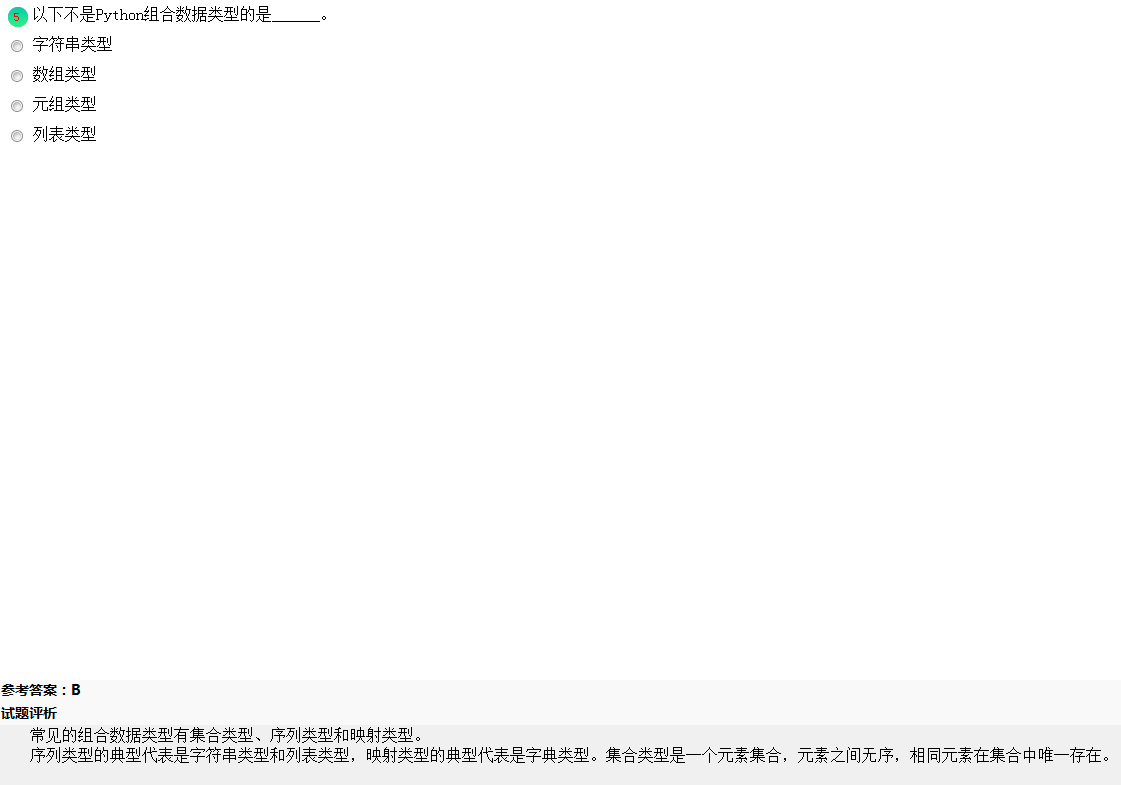 5 以下不是Python组合数据类型的是______。
字符串类型
数组类型
元组类型
列表类型
参考答案：B
试题评析
常见的组合数据类型有集合类型、序列类型和映射类型。
序列类型的典型代表是字符串类型和列表类型，映射类型的典型代表是字典类型。集合类型是一个元素集合，元素之间无序，相同元素在集合中唯一存在。